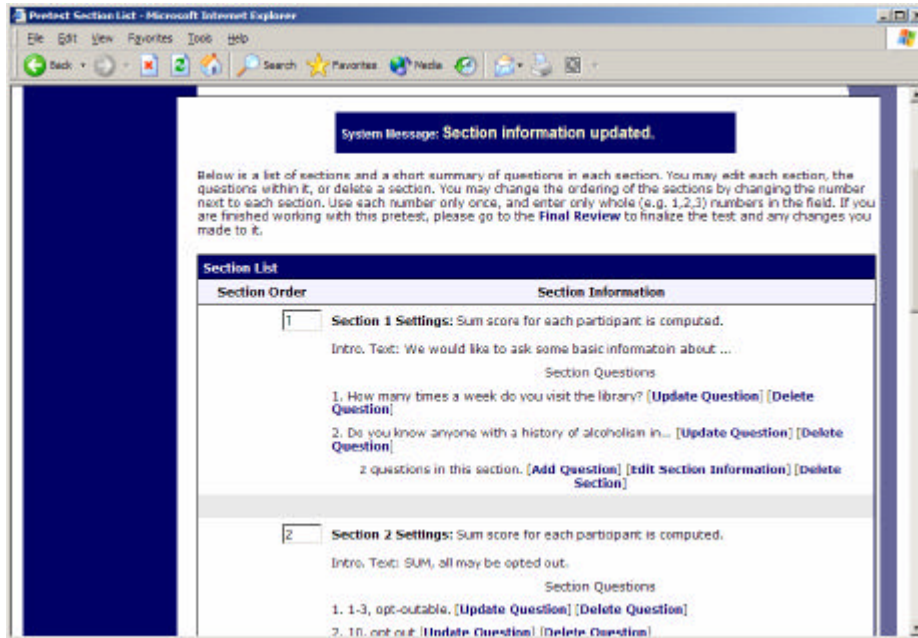 Pretest Section List - Microsoft Internet Explorer
File Edit View Favorites Tools Help
Back Search Favorites Media
System Message: Section information updated.
Below is a list of sections and a short summary of questions in each section. You may edit each section, the
questions within it, or delete a section. You may change the ordering of the sections by changing the number
next to each section. Use each number only once, and enter only whole (e.g. 1,2,3) numbers in the field. If you
are finished working with this pretest, please go to the Final Review to finalize the test and any changes you
made to it.
Section List
Section Order Section Information
1 Section 1 Settings: Sum score for each participant is computed.
Intro. Text: We would like to ask some basic informatoin about ...
Section Questions
1. How many times a week do you visit the library? [Update Question] [Delete
Question]
2. Do you know anyone with a history of alcoholism in... [Update Question] [Delete
Question]
2 questions in this section. [Add Question] [Edit Section Information] [Delete
Section]
2 Section 2 Settings: Sum score for each participant is computed.
Intro. Text: SUM, all may be opted out.
Section Questions
1. 1-3, opt-outable. [Update Question] [Delete Question]
2. 10, opt out [Update Question] [Delete Question]